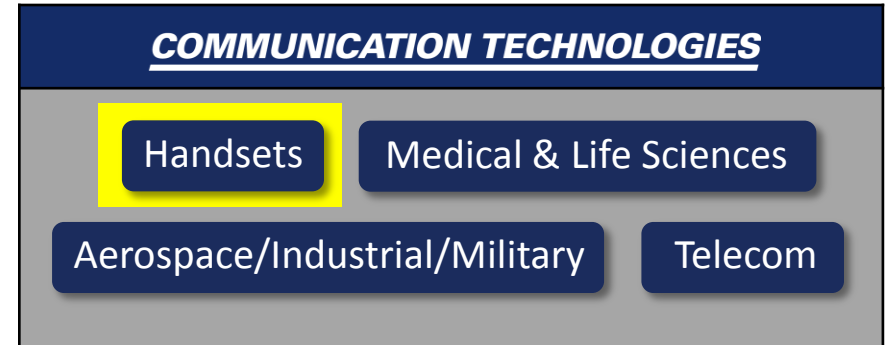 COMMUNICATION TECHNOLOGIES
Handsets
Medical & Life Sciences
Aerospace/Industrial/Military
Telecom